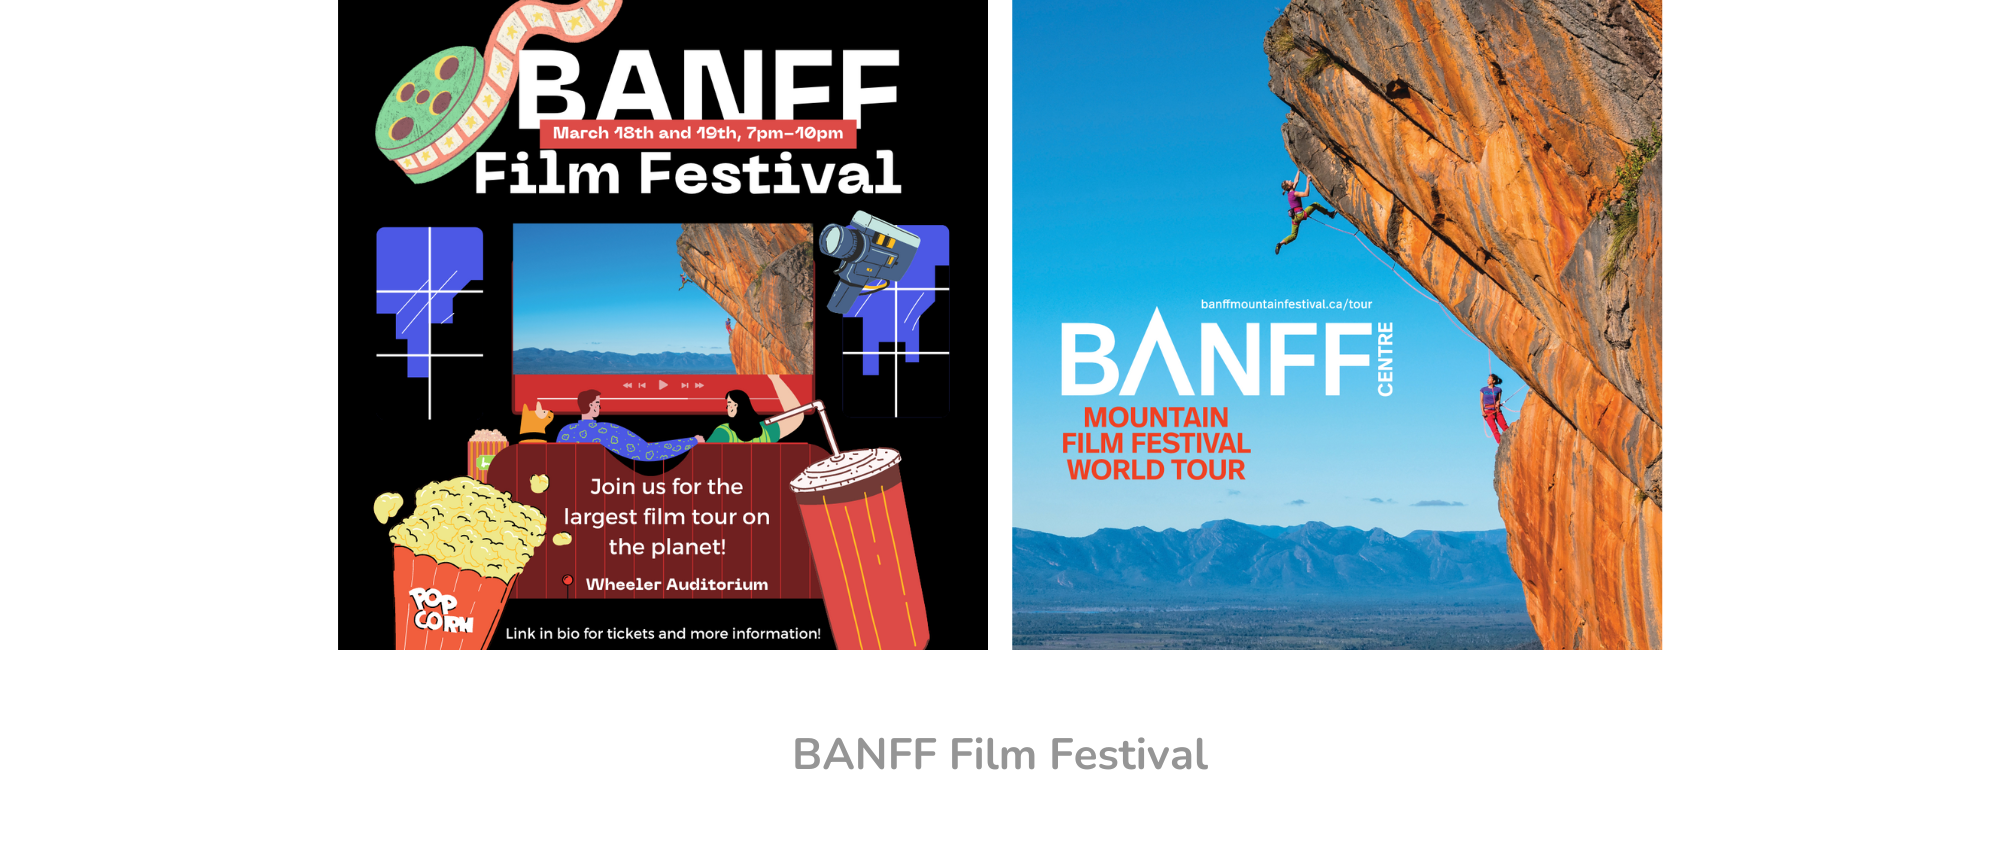 BANFF
March 18th and 19th, 7pm-10pm
Film Festival
Join us for the
largest film tour on
the planet!
Wheeler Auditorium
POP
CORN
Link in bio for tickets and more information!
banffmountainfestival.ca/tour
BANFF
CENTRE
MOUNTAIN
FILM FESTIVAL
WORLD TOUR
BANFF Film Festival